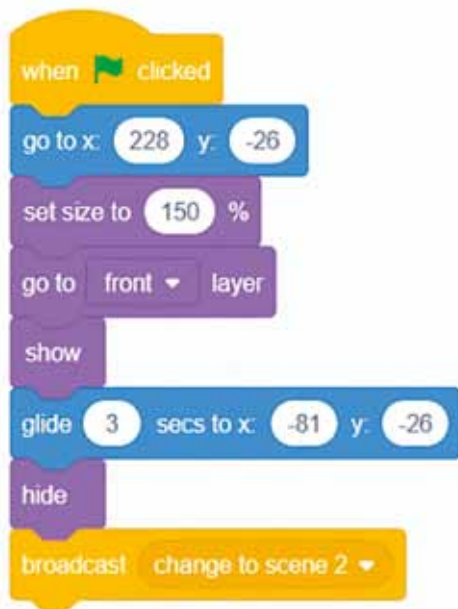 when clicked
go to x: 228 y: -26
set size to 150 %
go to front layer
show
glide 3 secs to x: -81 y: -26
hide
broadcast change to scene 2